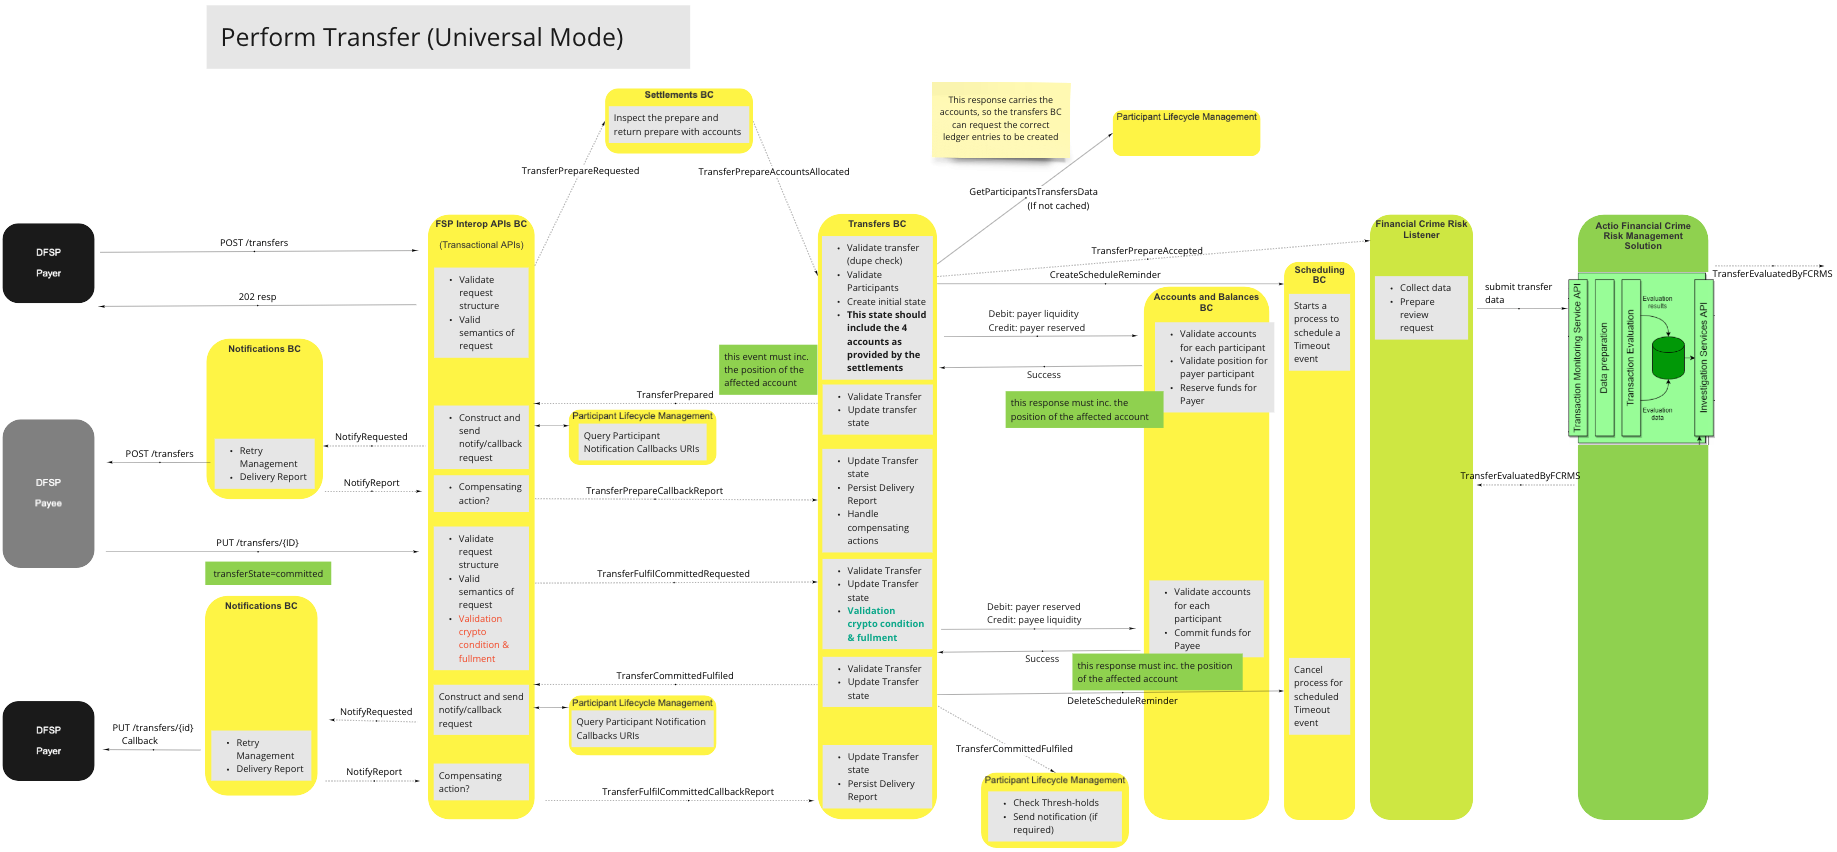 Perform Transfer (Universal Mode)
Settlements BC
Inspect the prepare and
return prepare with accounts
This response carries the
accounts, so the transfers BC
can request the correct
ledger entries to be created
Participant Lifecycle Management
TransferPrepareRequested
TransferPrepareAccountsAllocated
GetParticipantsTransfersData
(If not cached)
DFSP
Payer
POST /transfers
202 resp
FSP Interop APIs BC
(Transactional APIs)
• Validate
request
structure
• Valid
semantics of
request
Transfers BC
• Validate transfer
(dupe check)
• Validate
Participants
• Create initial state
• This state should
include the 4
accounts as
provided by the
settlements
TransferPrepareAccepted
CreateScheduleReminder
Debit: payer liquidity
Credit: payer reserved
Success
Accounts and Balances
BC
• Validate accounts
for each participant
• Validate position for
payer participant
• Reserve funds for
Payer
this response must inc. the
position of the affected account
Scheduling
BC
Starts a
process to
schedule a
Timeout
event
Financial Crime Risk
Listener
• Collect data
• Prepare
review
request
submit transfer
data
Actio Financial Crime
Risk Management
Solution
Transaction Monitoring Service API
Data preparation
Transaction Evaluation
Evaluation
results
Evaluation
data
Investigation Services API
TransferEvaluatedByFCRMS
TransferEvaluatedByFCRMS
this event must inc.
the position of the
affected account
TransferPrepared
• Validate Transfer
• Update transfer
state
Notifications BC
• Retry
Management
• Delivery Report
NotifyRequested
NotifyReport
POST /transfers
DFSP
Payee
• Construct and
send
notify/callback
request
Participant Lifecycle Management
Query Participant
Notification Callbacks URIs
• Compensating
action?
TransferPrepareCallbackReport
• Update Transfer
state
• Persist Delivery
Report
• Handle
compensating
actions
PUT /transfers/{ID}
transferState=committed
• Validate
request
structure
• Valid
semantics of
request
• Validation
crypto
condition &
fullment
TransferFulfilCommittedRequested
• Validate Transfer
• Update Transfer
state
• Validation
crypto condition
& fullment
Debit: payer reserved
Credit: payee liquidity
Success
• Validate accounts
for each
participant
• Commit funds for
Payee
this response must inc. the position
of the affected account
• Validate Transfer
• Update Transfer
state
TransferCommittedFulfiled
DeleteScheduleReminder
Cancel
process for
scheduled
Timeout
event
Notifications BC
• Retry
Management
• Delivery Report
NotifyRequested
NotifyReport
DFSP
Payer
PUT /transfers/{id}
Callback
Construct and send
notify/callback
request
Participant Lifecycle Management
Query Participant Notification
Callbacks URIs
Compensating
action?
TransferFulfilCommittedCallbackReport
• Update Transfer
state
• Persist Delivery
Report
TransferCommittedFulfiled
Participant Lifecycle Management
• Check Thresh-holds
• Send notification (if
required)